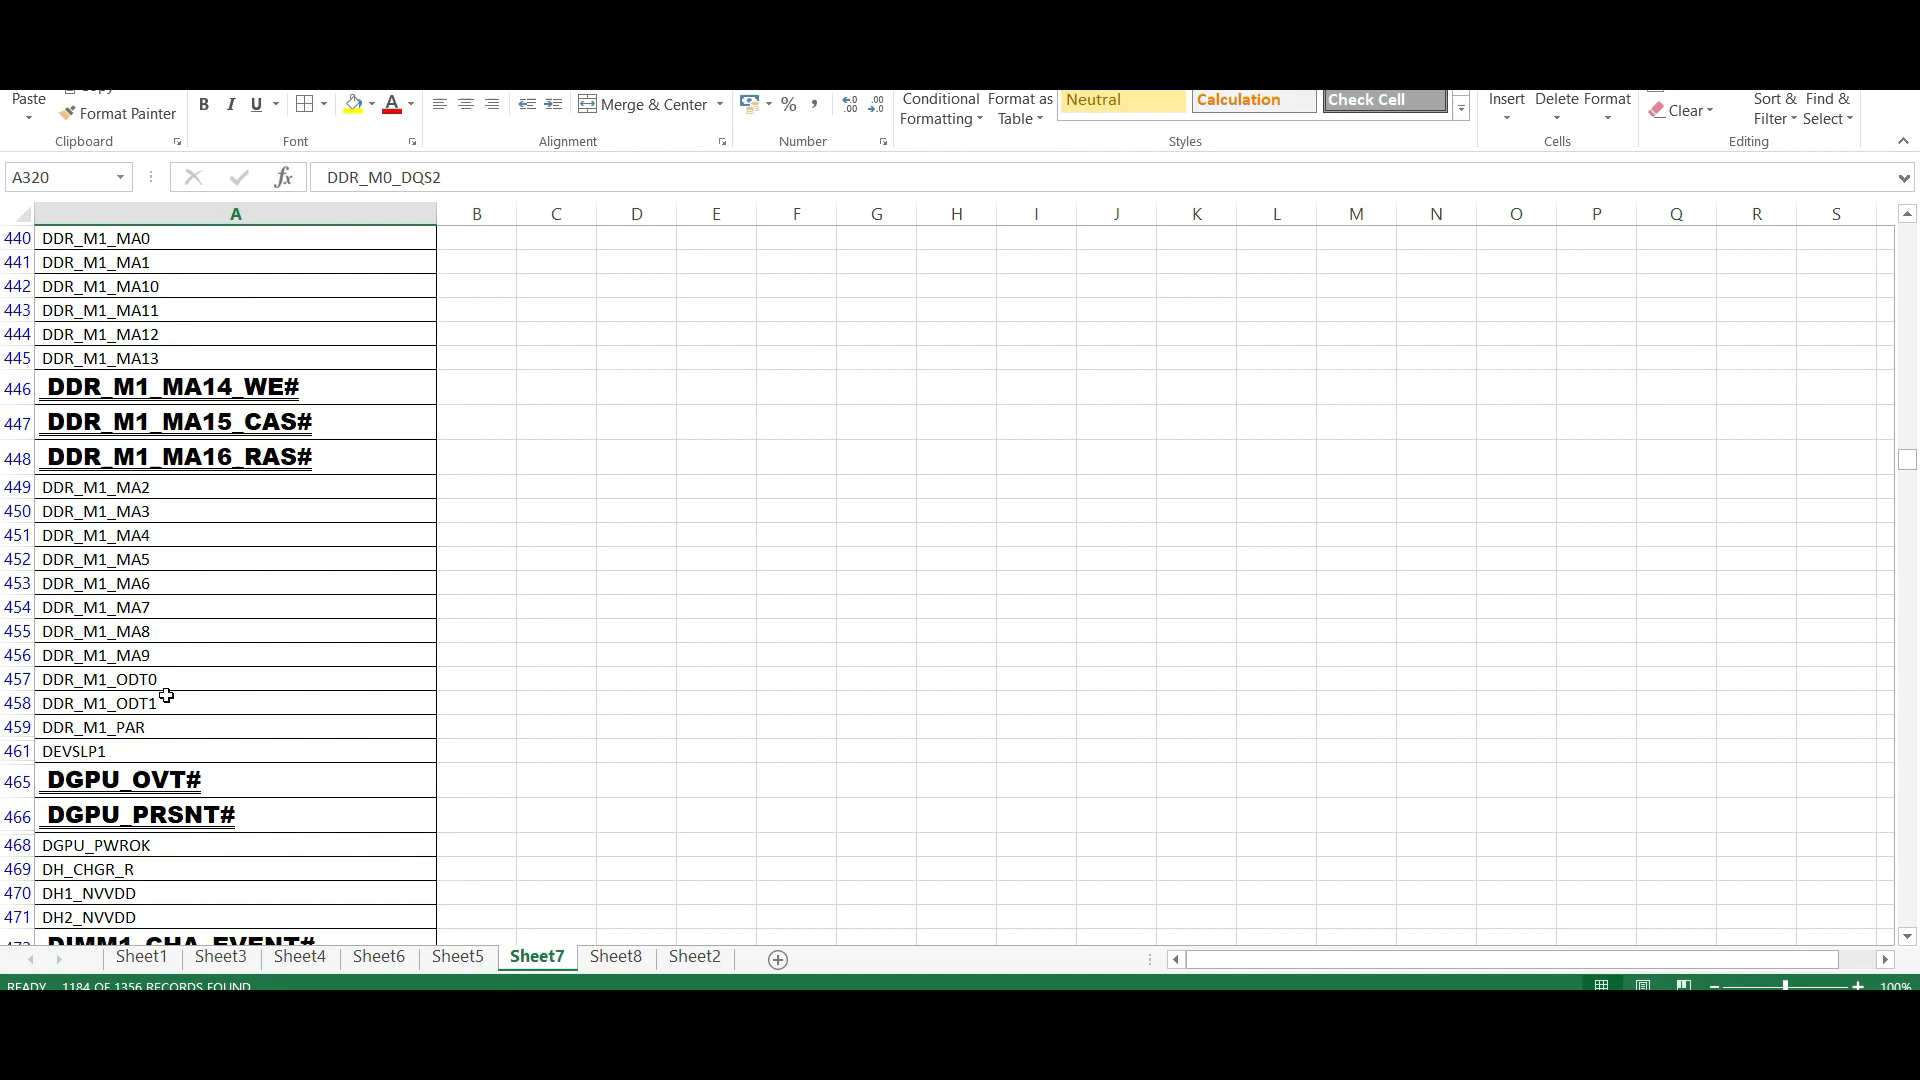 Copy
Paste
Format Painter
B I U A
Merge & Center
% ,
Conditional Formatting
Format as Table
Neutral
Calculation
Check Cell
Insert
Delete
Format
Clear
Sort & Filter
Find & Select
Clipboard
Font
Alignment
Number
Styles
Cells
Editing
A320
fx
DDR_M0_DQS2
A B C D E F G H I J K L M N O P Q R S
440 DDR_M1_MA0
441 DDR_M1_MA1
442 DDR_M1_MA10
443 DDR_M1_MA11
444 DDR_M1_MA12
445 DDR_M1_MA13
446 DDR_M1_MA14_WE#
447 DDR_M1_MA15_CAS#
448 DDR_M1_MA16_RAS#
449 DDR_M1_MA2
450 DDR_M1_MA3
451 DDR_M1_MA4
452 DDR_M1_MA5
453 DDR_M1_MA6
454 DDR_M1_MA7
455 DDR_M1_MA8
456 DDR_M1_MA9
457 DDR_M1_ODT0
458 DDR_M1_ODT1
459 DDR_M1_PAR
461 DEVSLP1
465 DGPU_OVT#
466 DGPU_PRSNT#
468 DGPU_PWROK
469 DH_CHGR_R
470 DH1_NVVDD
471 DH2_NVVDD
DIMM1_CHA_EVENT#
Sheet1 Sheet3 Sheet4 Sheet6 Sheet5 Sheet7 Sheet8 Sheet2
READY 1184 OF 1356 RECORDS FOUND
100%